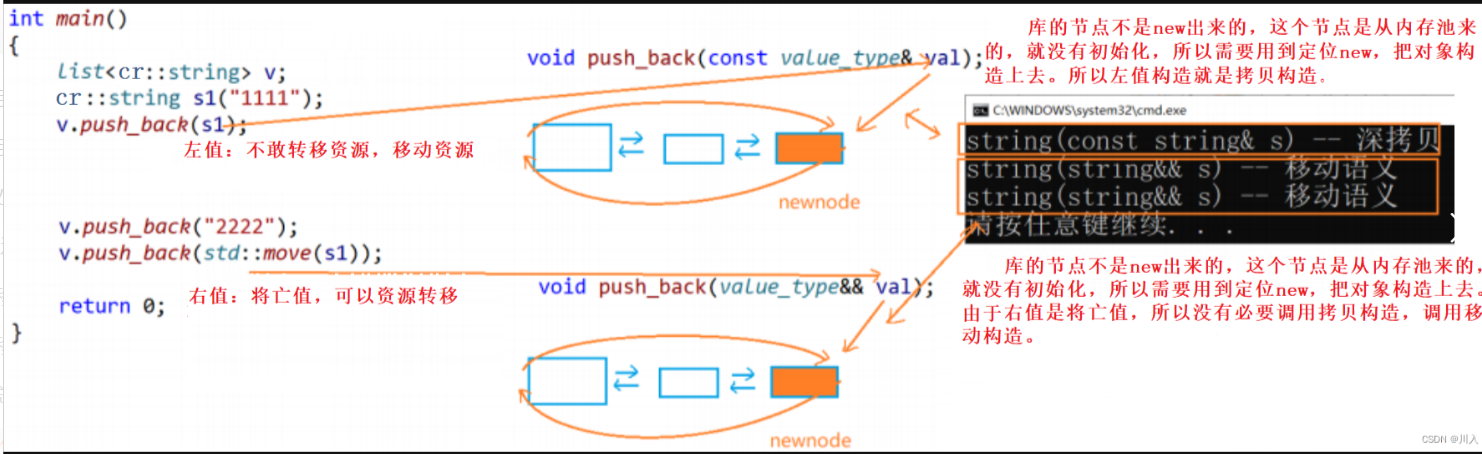 int main()
{
List<cr::string> v;
cr::string s1("1111");
v.push_back(s1);
左值：不敢转移资源，移动资源
v.push_back("2222");
v.push_back(std::move(s1));
右值：将亡值，可以资源转移
return 0;
}
void push_back(const value_type& val);
newnode
void push_back(value_type&& val);
newnode
库的节点不是new出来的，这个节点是从内存池来
的，就没有初始化，所以需要用到定位new，把对象构
造上去。所以左值构造就是拷贝构造.
C:\WINDOWS\system32\cmd.exe
string(const string& s) -- 深拷贝
string(string&& s) -- 移动语义
string(string&& s) -- 移动语义
请按任意键继续. . .
库的节点不是new出来的，这个节点是从内存池来的，
就没有初始化，所以需要用到定位new，把对象构造上去。
由于右值是将亡值，所以没有必要调用拷贝构造，调用移
动构造。
CSDN @川入